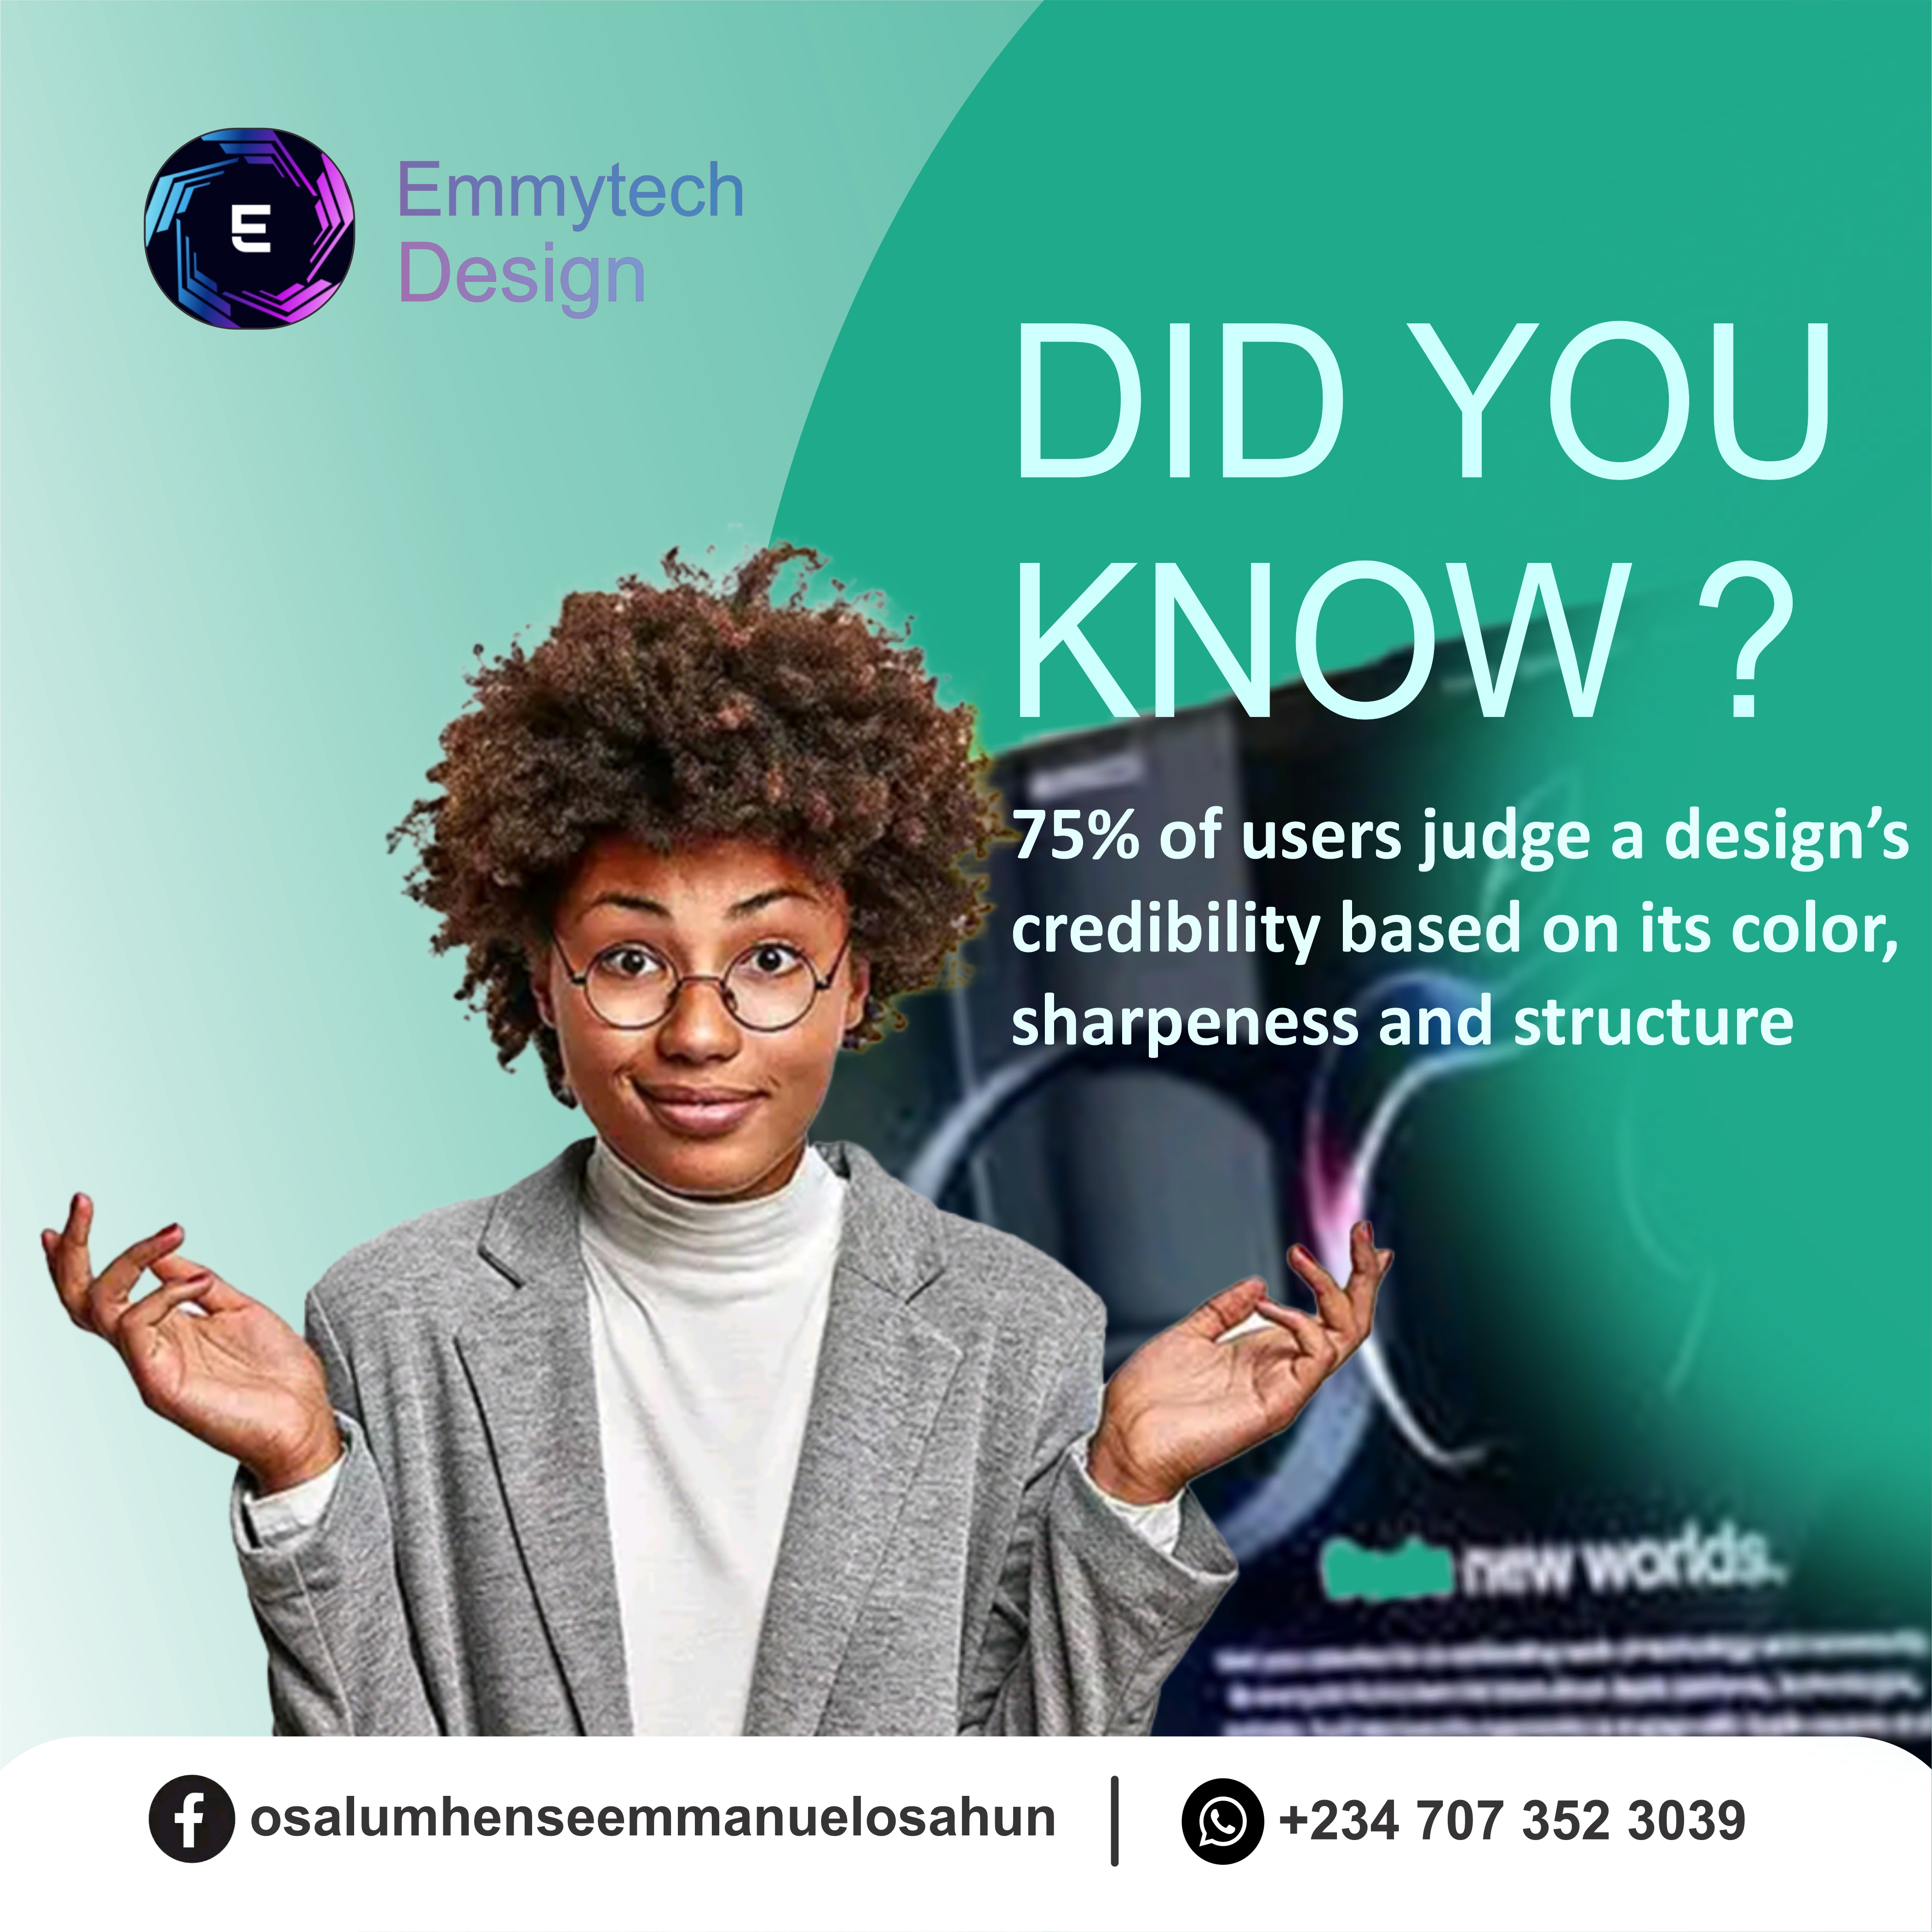 E
Emmytech
Design
DID YOU
KNOW ?
75% of users judge a design’s
credibility based on its color,
sharpeness and structure
new worlds.
osalumhenseemmanuelosahun
+234 707 352 3039